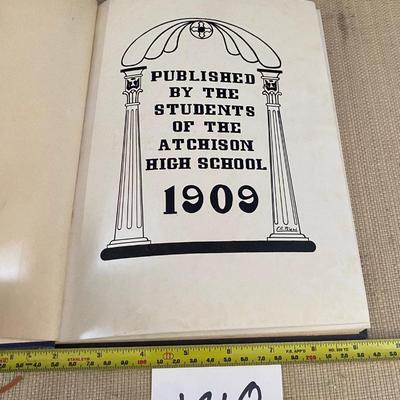 PUBLISHED
BY THE
STUDENTS
OF THE
ATCHISON
HIGH SCHOOL
1909